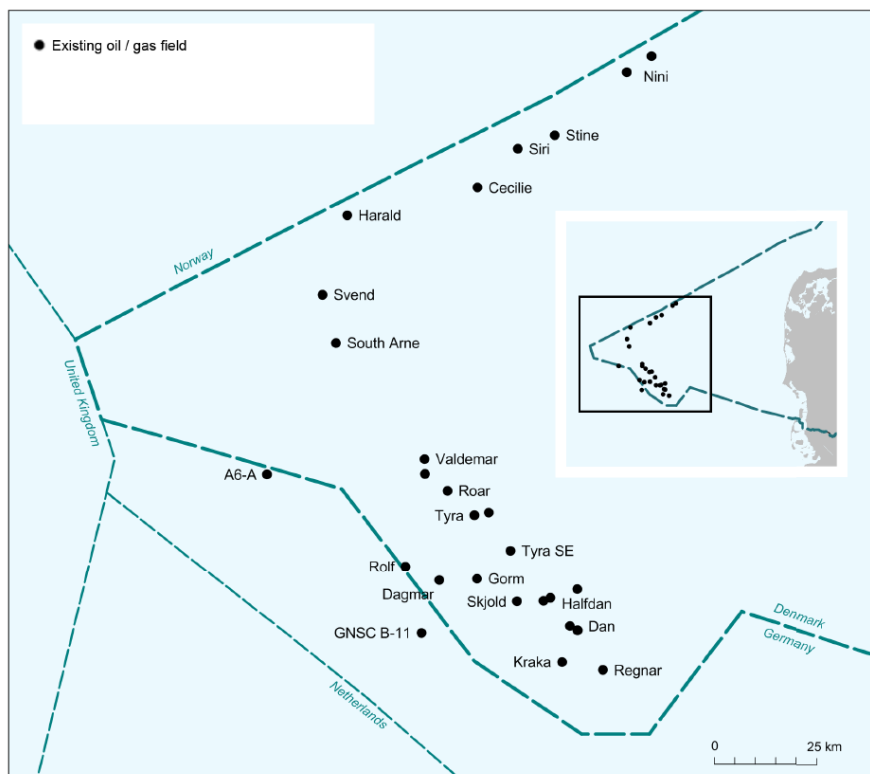 Existing oil / gas field
Nini
Stine
Siri
Cecilie
Harald
Norway
Svend
South Arne
United Kingdom
Valdemar
A6-A
Roar
Tyra
Tyra SE
Rolf
Gorm
Dagmar
Skjold
Halfdan
Denmark
Dan
GNSC B-11
Germany
Kraka
Regnar
Netherlands
0
25 km